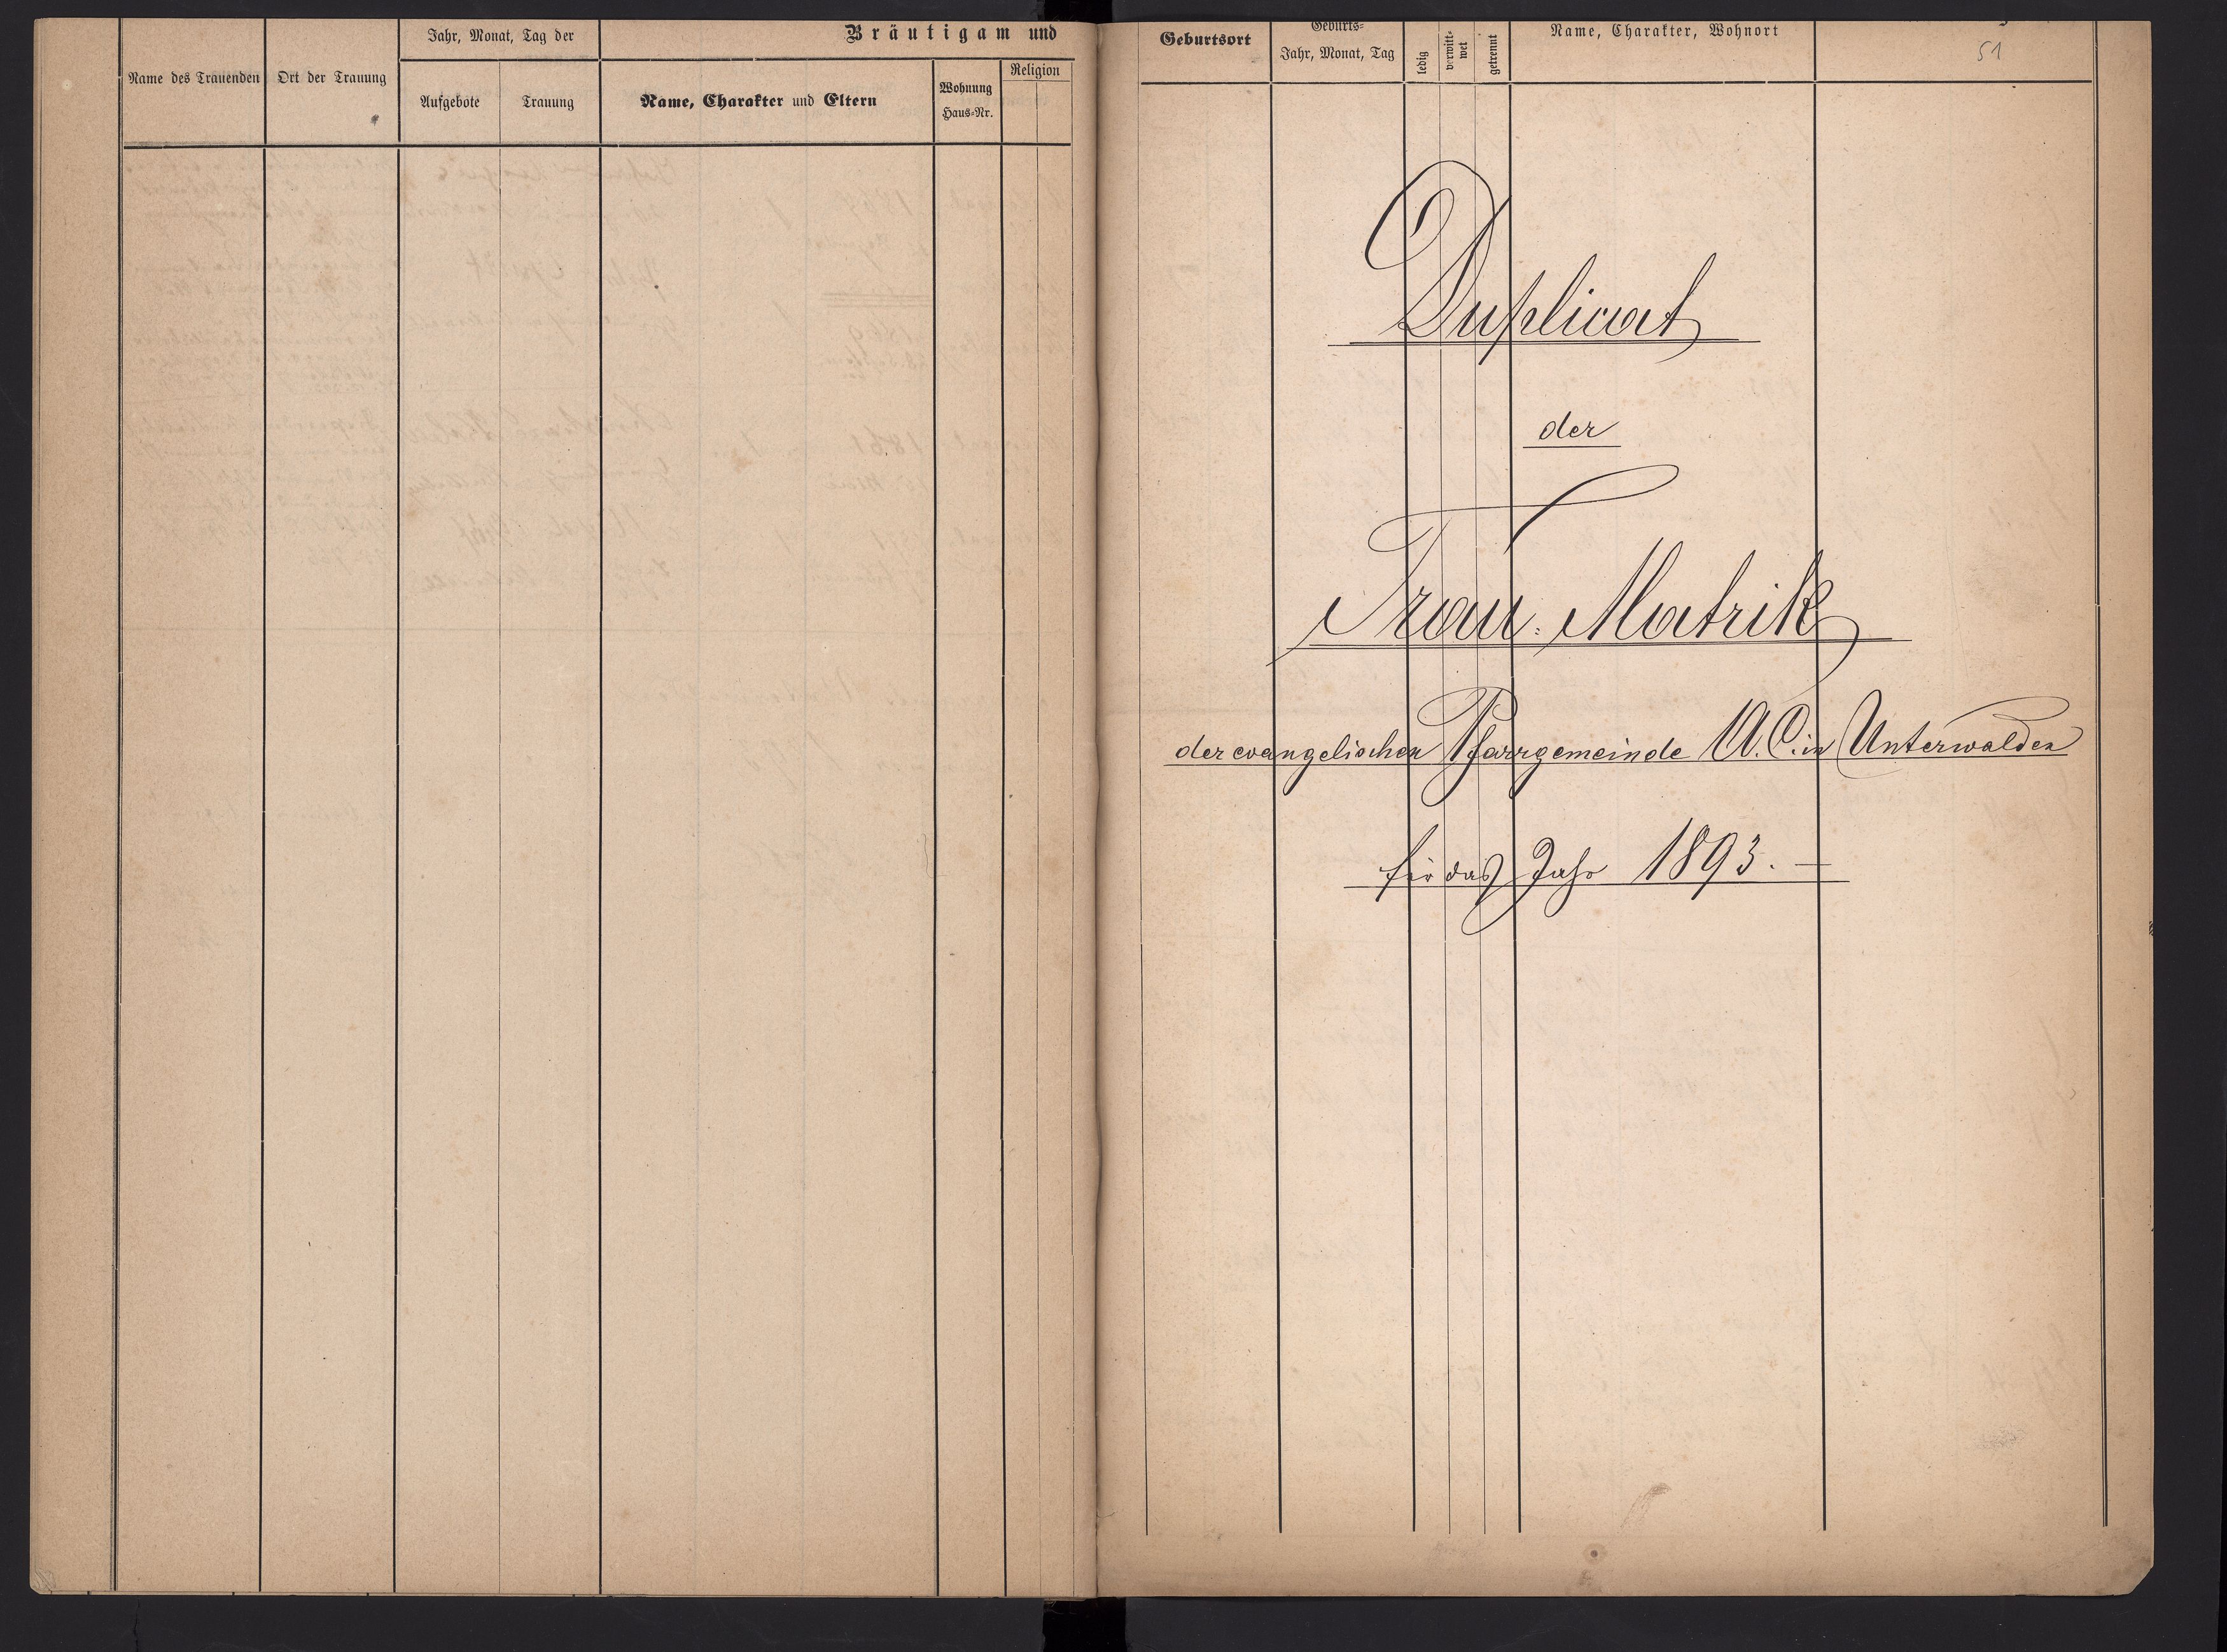 Name des Trauenden
Ort der Trauung
Jahr, Monat, Tag der
Aufgebote
Trauung
Bräutigam und
Name, Charakter und Eltern
Wohnung
Haus-Nr.
Religion
Geburtsort
Geburts-
Jahr, Monat, Tag
ledig
verwitt-
wet
getrennt
Name, Charakter, Wohnort
51
Duplicat
der
Trau-Matrik
der evangelischen Pfarrgemeinde A. C. in Unterwalden
für das Jahr 1893. —